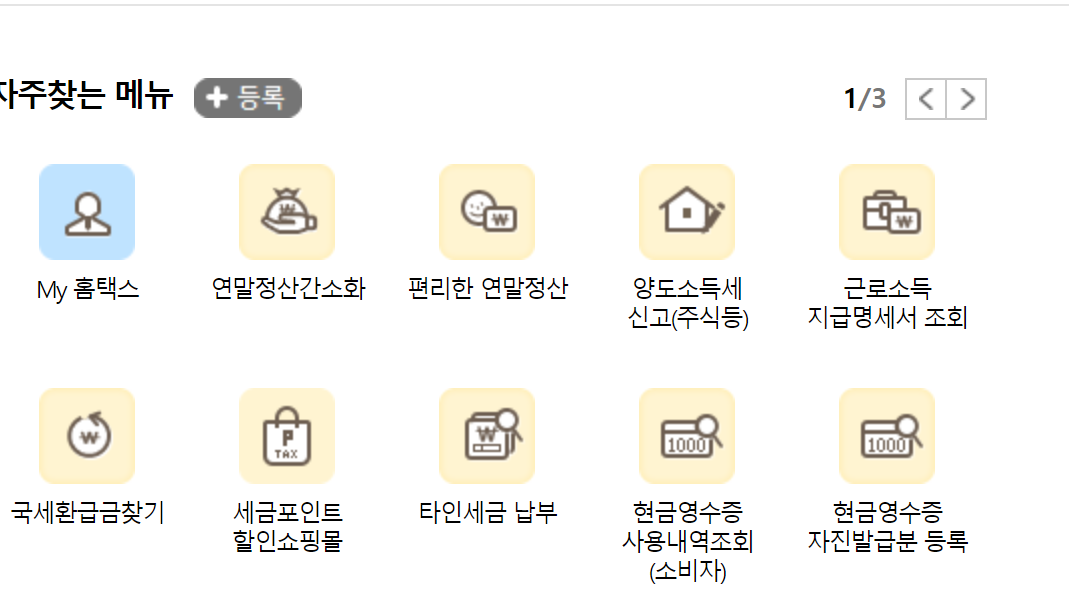 자주찾는 메뉴 + 등록 1/3
My 홈택스 연말정산간소화 편리한 연말정산 양도소득세 근로소득
신고(주식등) 지급명세서 조회
P
TAX 1000 1000
국세환급금찾기 세금포인트 타인세금 납부 현금영수증 현금영수증
할인쇼핑몰 사용내역조회 자진발급분 등록
(소비자)